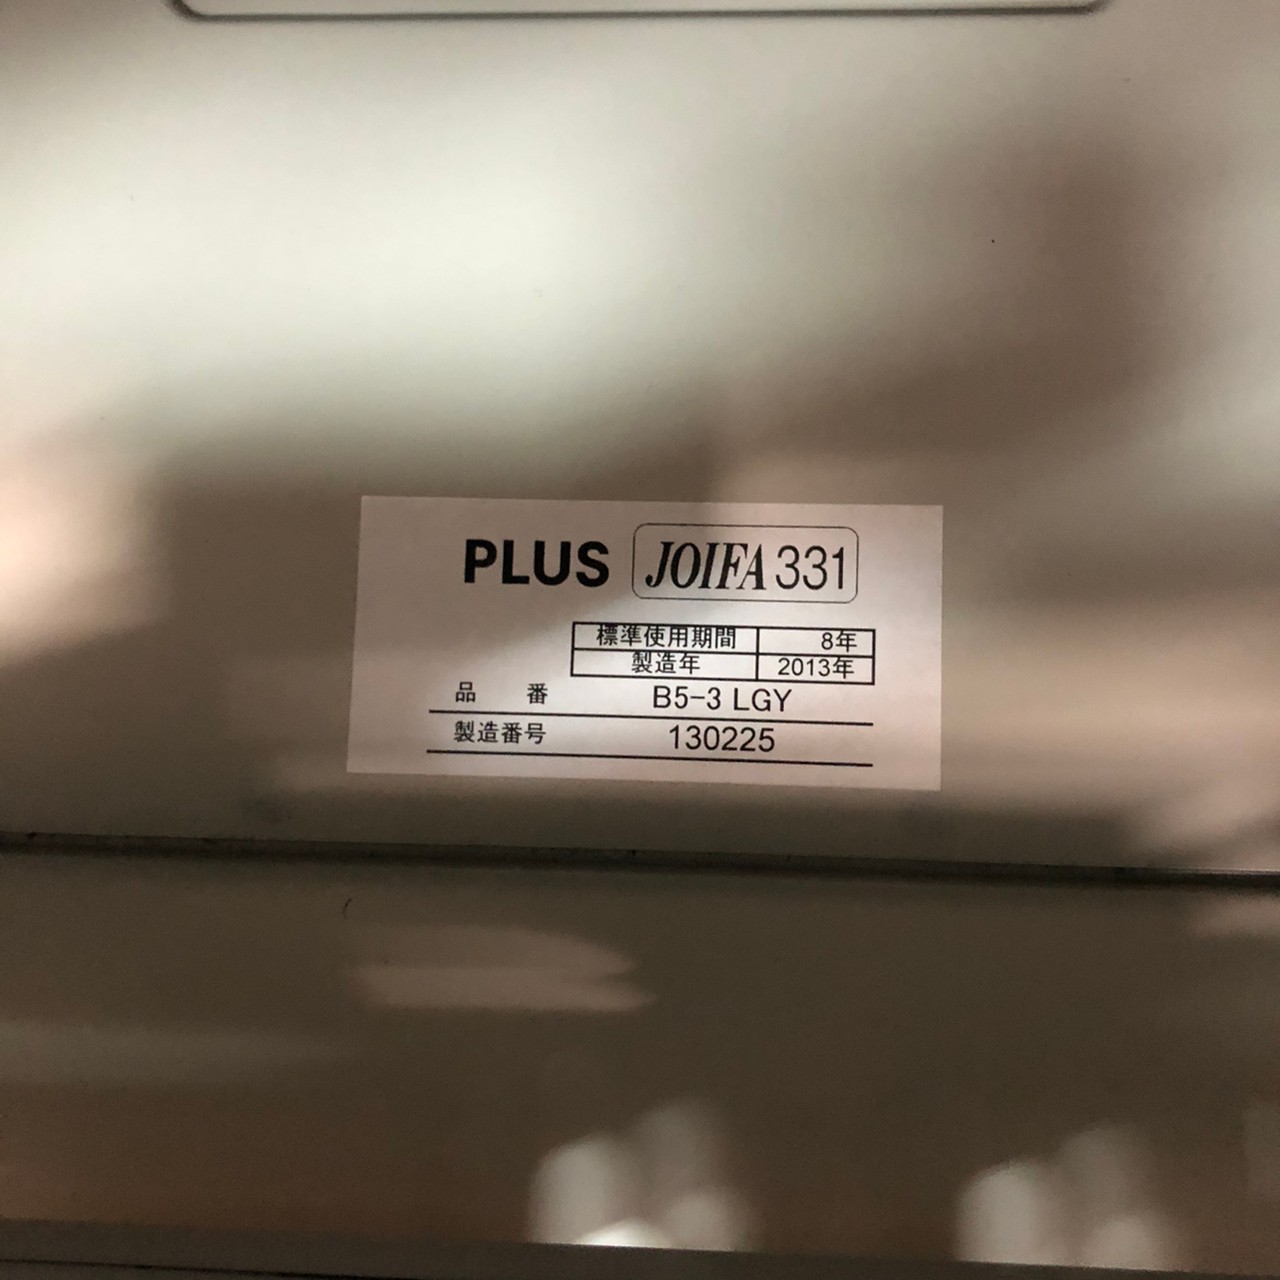 PLUS JOIFA 331
標準使用期間 8年
製造年 2013年
品 番 B5-3 LGY
製造番号 130225